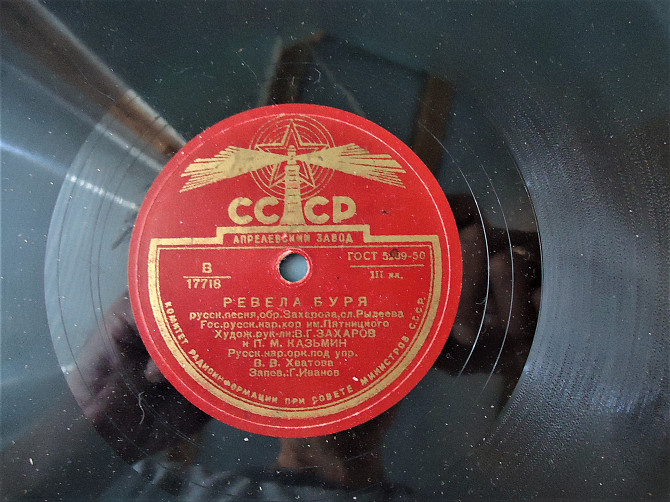 СССР
АПРЕЛЕВСКИЙ ЗАВОД
В
17718
ГОСТ 5289-50
III кл.
РЕВЕЛА БУРЯ
русск.песня,обр.Захарова,сл.Рылеева
Гос.русск.нар.хор им.Пятницкого
Худож.рук-ли:В.Г.ЗАХАРОВ
и П. М. КАЗЬМИН
Русск.нар.орк.под упр.
В. В. Хватова
Запев.:Г.Иванов
КОМИТЕТ РАДИОИНФОРМАЦИИ ПРИ СОВЕТЕ МИНИСТРОВ СССР.